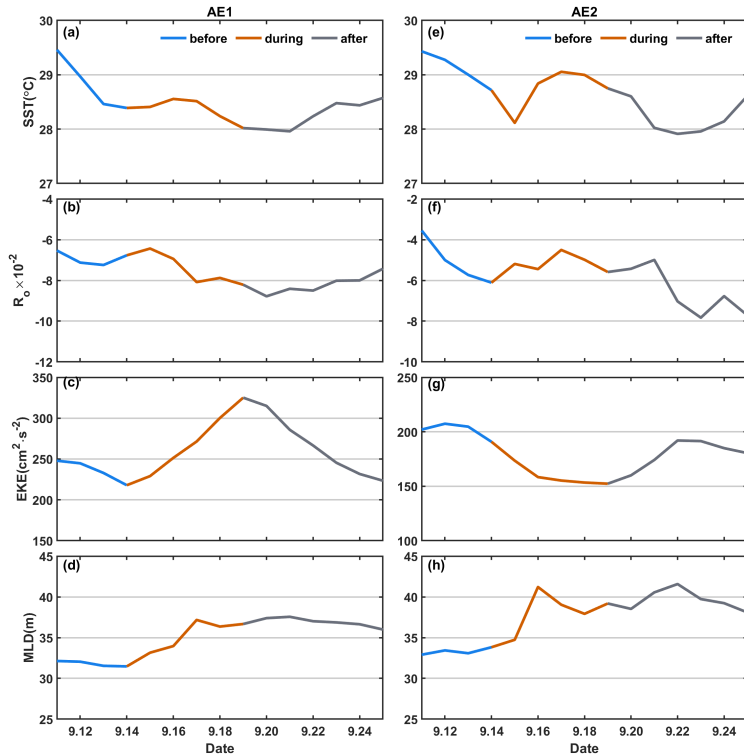 AE1
AE2
(a)
before
during
after
30
29
28
27
SST(°C)
(e)
before
during
after
30
29
28
27
(b)
-4
-6
-8
-10
-12
Ro×10-2
(f)
-2
-4
-6
-8
-10
(c)
350
300
250
200
150
EKE(cm2·s-2)
(g)
250
200
150
100
(d)
45
40
35
30
25
MLD(m)
9.12
9.14
9.16
9.18
9.20
9.22
9.24
Date
(h)
45
40
35
30
25
9.12
9.14
9.16
9.18
9.20
9.22
9.24
Date